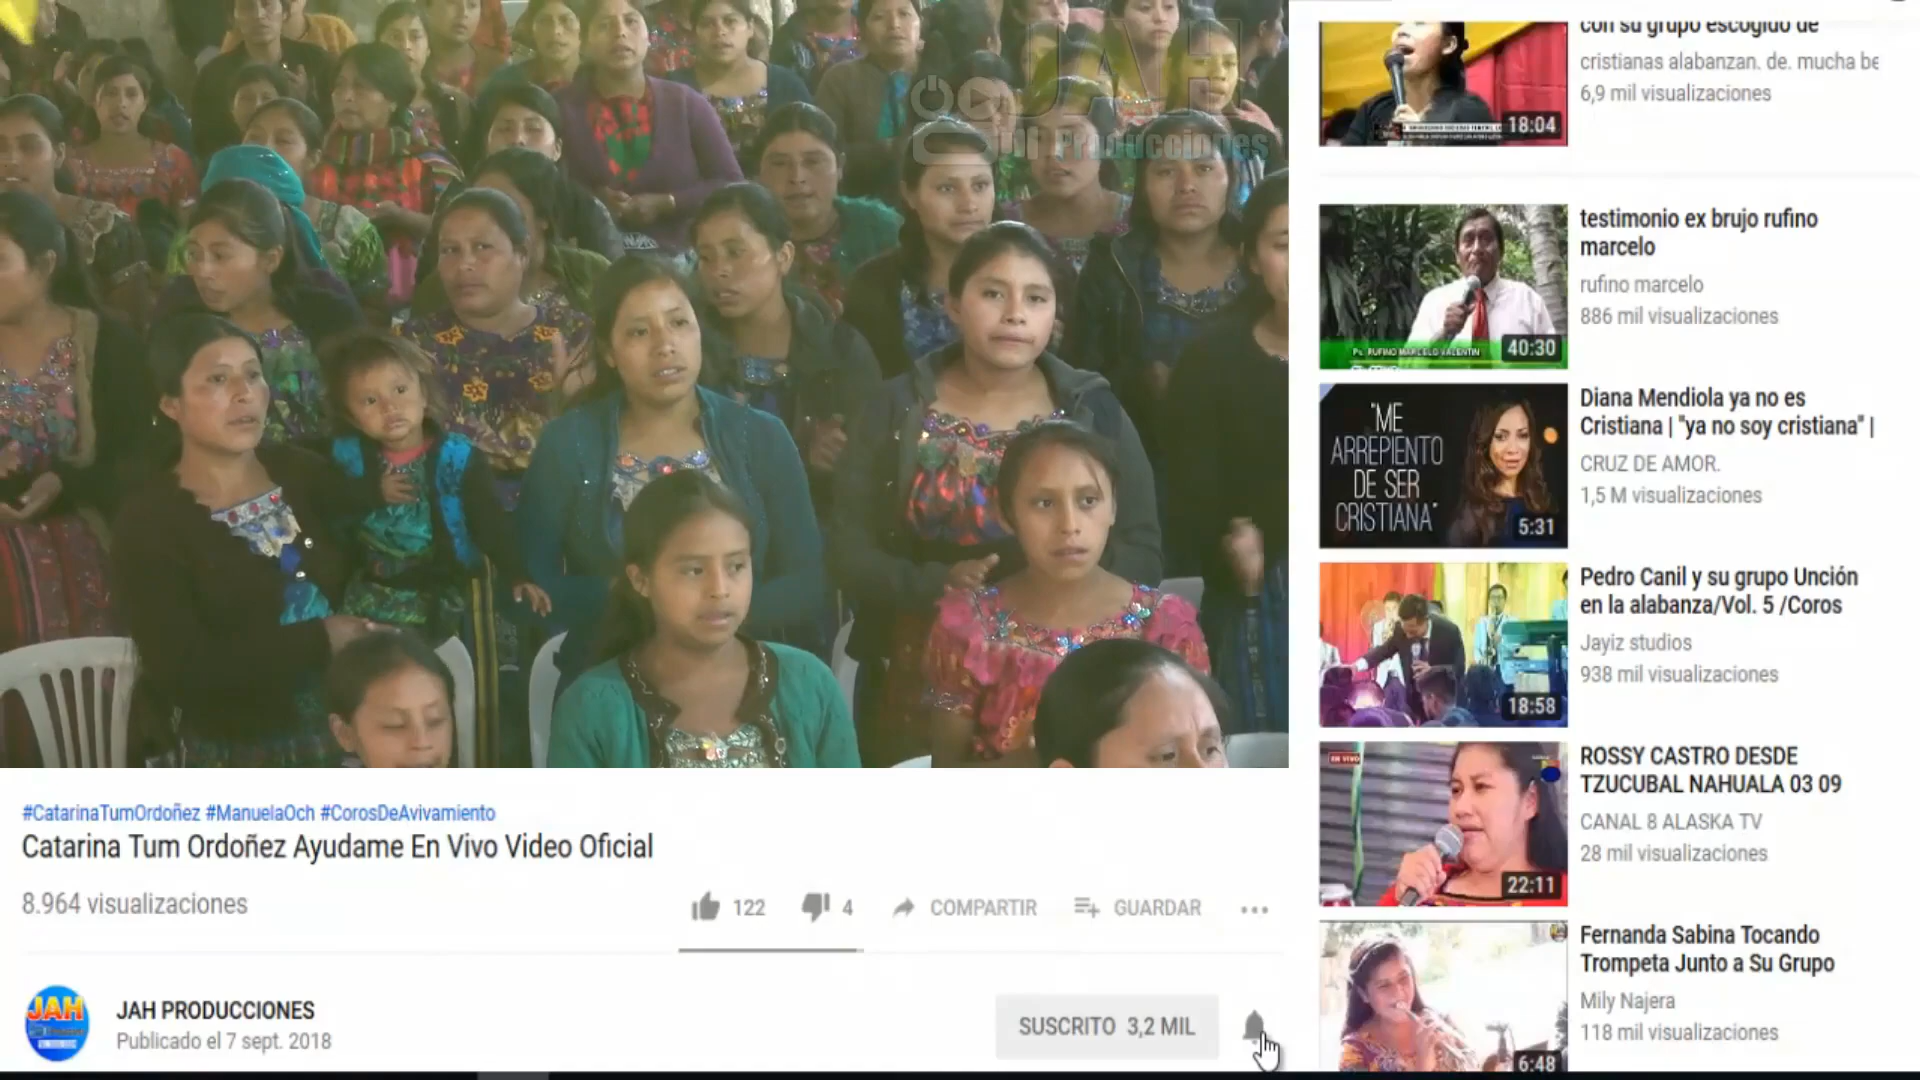 JAH
Producciones
#CatarinaTumOrdoñez #ManuelaOch #CorosDeAvivamiento
Catarina Tum Ordoñez Ayudame En Vivo Video Oficial
8.964 visualizaciones
122
4
COMPARTIR
GUARDAR
JAH
JAH PRODUCCIONES
Publicado el 7 sept. 2018
SUSCRITO 3,2 MIL
con su grupo escogido de
cristianas alabanzan. de. mucha be
6,9 mil visualizaciones
18:04
testimonio ex brujo rufino
marcelo
rufino marcelo
886 mil visualizaciones
Ps. RUFINO MARCELO VALENTIN
40:30
"ME
ARREPIENTO
DE SER
CRISTIANA"
5:31
Diana Mendiola ya no es
Cristiana | "ya no soy cristiana" |
CRUZ DE AMOR.
1,5 M visualizaciones
Pedro Canil y su grupo Unción
en la alabanza/Vol. 5 /Coros
Jayiz studios
938 mil visualizaciones
18:58
EN VIVO
ROSSY CASTRO DESDE
TZUCUBAL NAHUALA 03 09
CANAL 8 ALASKA TV
28 mil visualizaciones
22:11
Fernanda Sabina Tocando
Trompeta Junto a Su Grupo
Mily Najera
118 mil visualizaciones
6:48